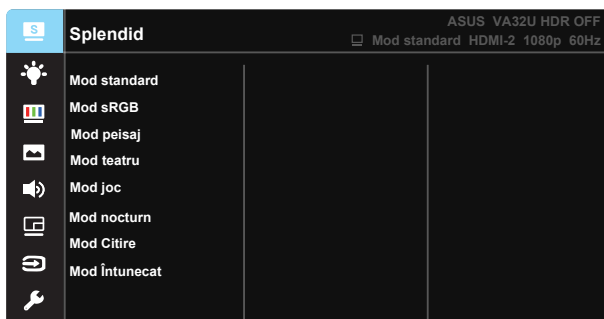 S
Splendid
ASUS VA32U HDR OFF
Mod standard HDMI-2 1080p 60Hz
Mod standard
Mod sRGB
Mod peisaj
Mod teatru
Mod joc
Mod nocturn
Mod Citire
Mod Întunecat